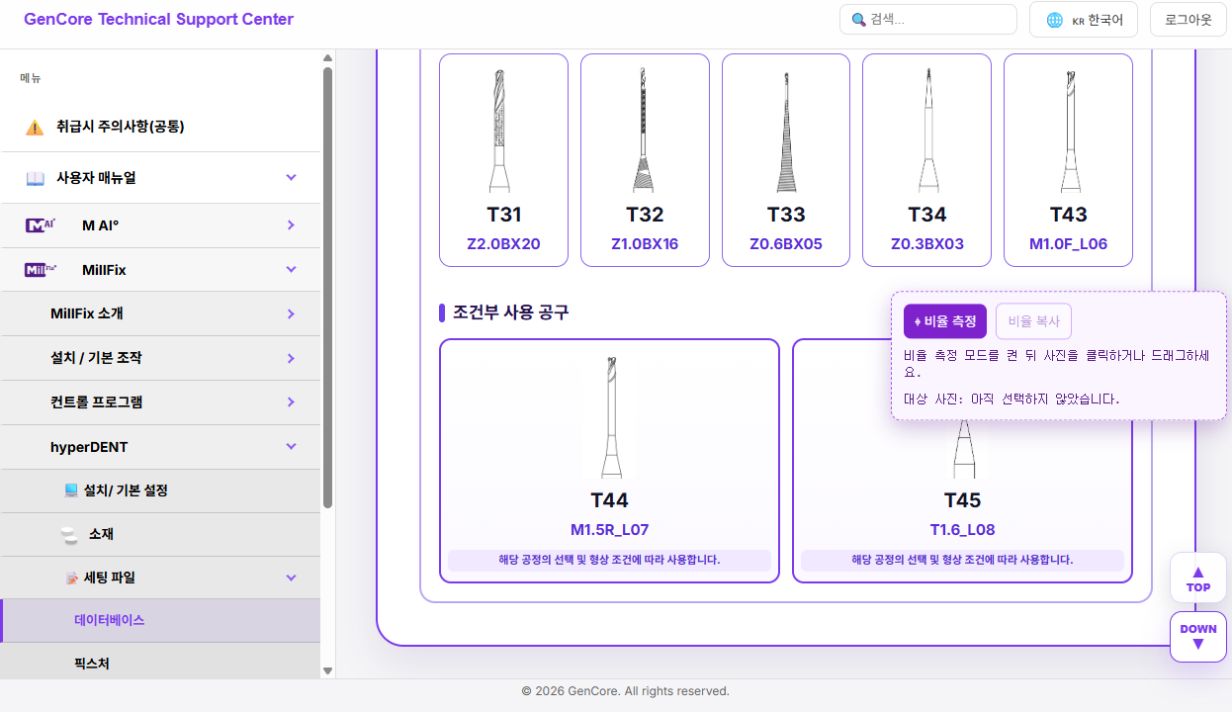 GenCore Technical Support Center
검색...
KR 한국어
로그아웃
메뉴
취급시 주의사항(공통)
사용자 매뉴얼
M AI°
MillFix
MillFix 소개
설치 / 기본 조작
컨트롤 프로그램
hyperDENT
설치/ 기본 설정
소재
세팅 파일
데이터베이스
픽스처
T31
Z2.0BX20
T32
Z1.0BX16
T33
Z0.6BX05
T34
Z0.3BX03
T43
M1.0F_L06
조건부 사용 공구
비율 측정
비율 복사
비율 측정 모드를 켠 뒤 사진을 클릭하거나 드래그하세
요.
대상 사진: 아직 선택하지 않았습니다.
T44
M1.5R_L07
해당 공정의 선택 및 형상 조건에 따라 사용합니다.
T45
T1.6_L08
해당 공정의 선택 및 형상 조건에 따라 사용합니다.
▲
TOP
DOWN
▼
© 2026 GenCore. All rights reserved.